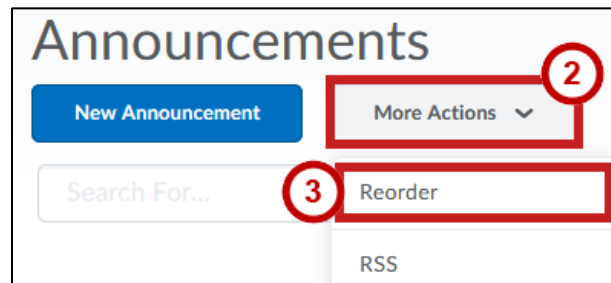 Announcements
2
New Announcement
More Actions
Search For...
3
Reorder
RSS